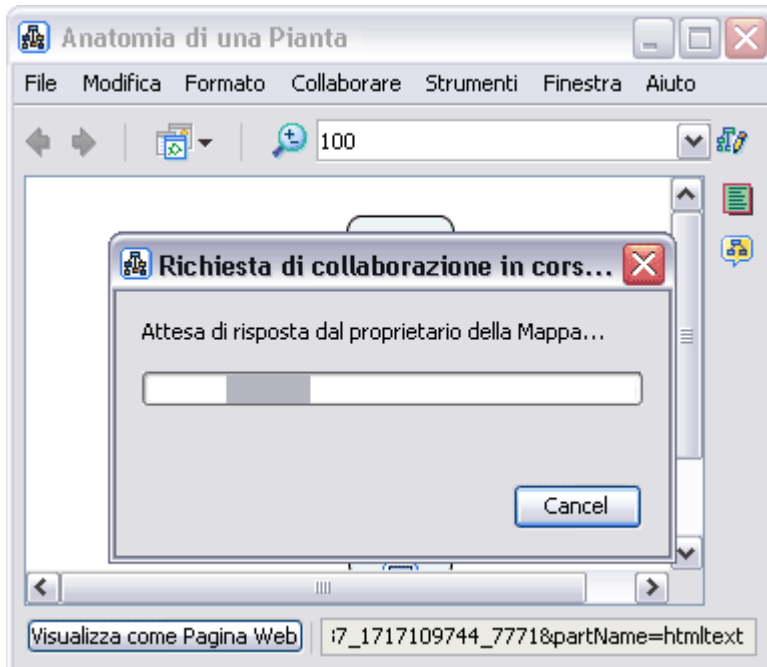 Anatomia di una Pianta
File Modifica Formato Collaborare Strumenti Finestra Aiuto
100
Richiesta di collaborazione in cors...
Attesa di risposta dal proprietario della Mappa...
Cancel
Visualizza come Pagina Web
i7_1717109744_7771&partName=htmltext